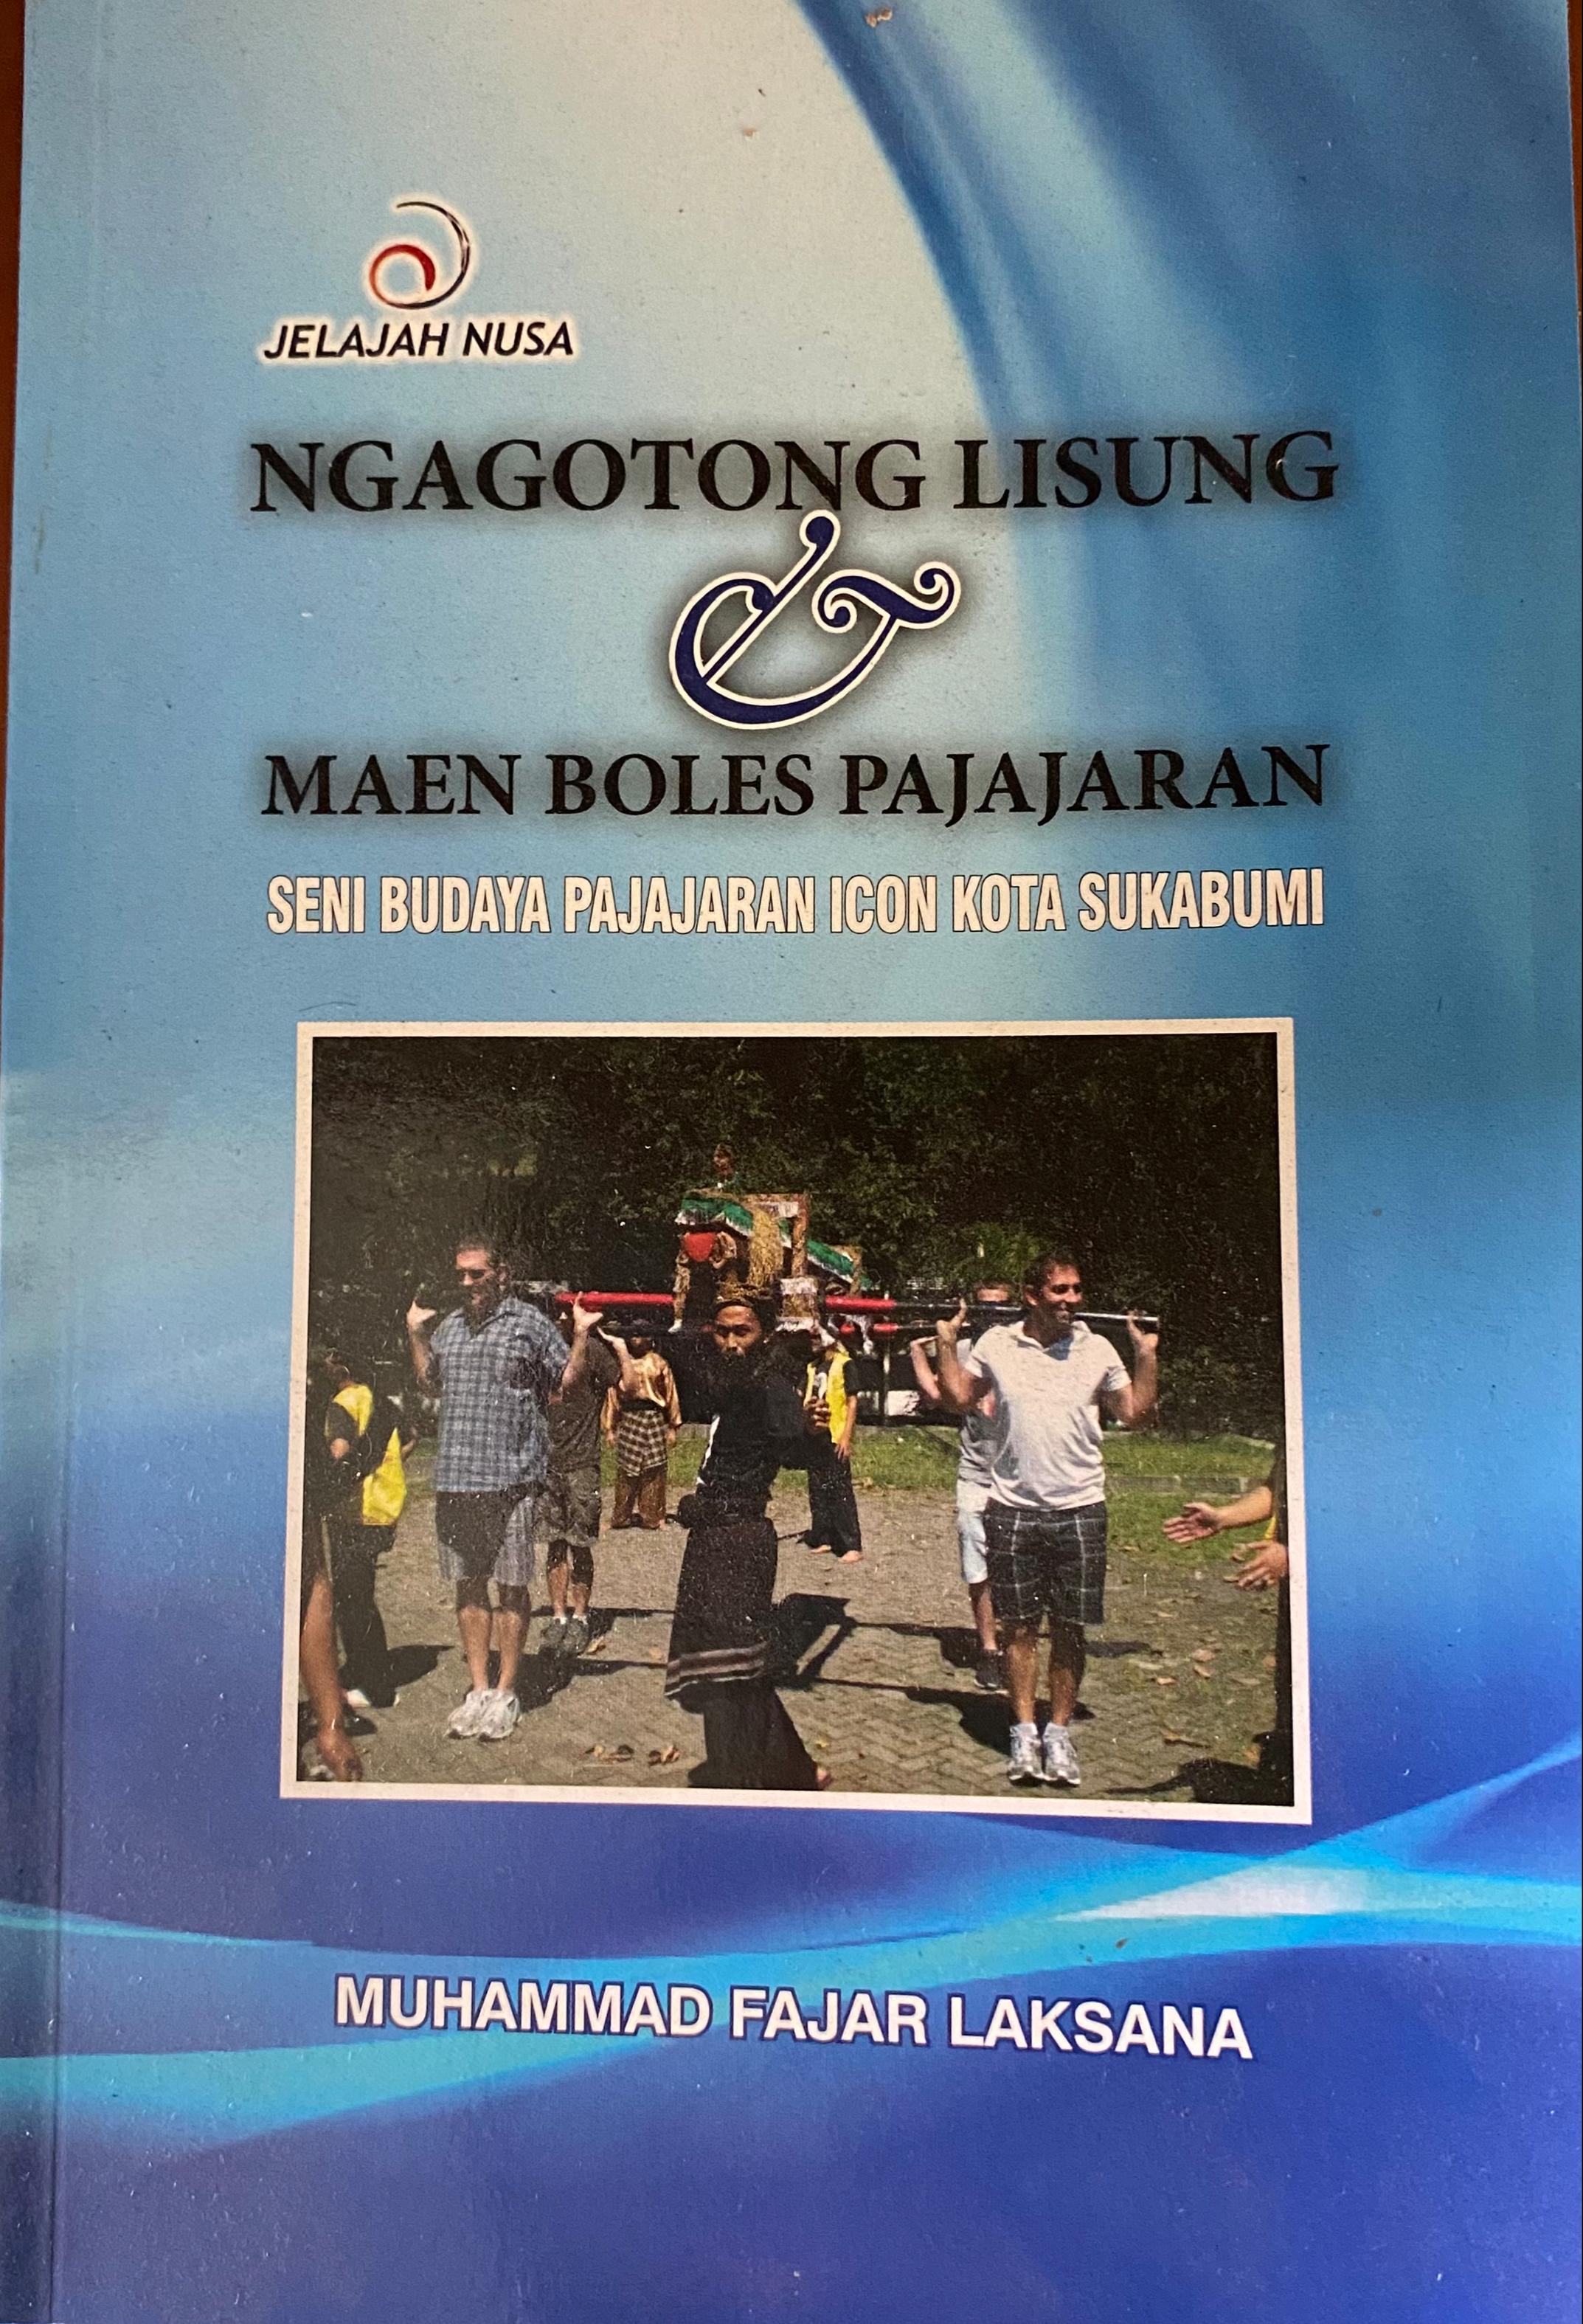 JELAJAH NUSA
NGAGOTONG LISUNG
&
MAEN BOLES PAJAJARAN
SENI BUDAYA PAJAJARAN ICON KOTA SUKABUMI
MUHAMMAD FAJAR LAKSANA